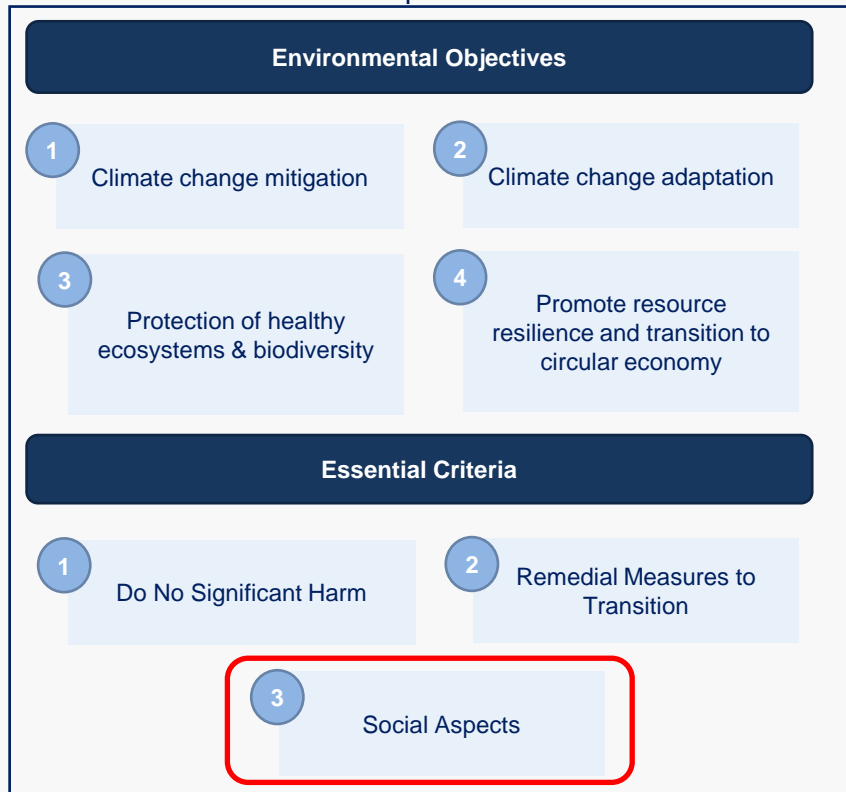 Environmental Objectives
1
Climate change mitigation
2
Climate change adaptation
3
Protection of healthy
ecosystems & biodiversity
4
Promote resource
resilience and transition to
circular economy
Essential Criteria
1
Do No Significant Harm
2
Remedial Measures to
Transition
3
Social Aspects